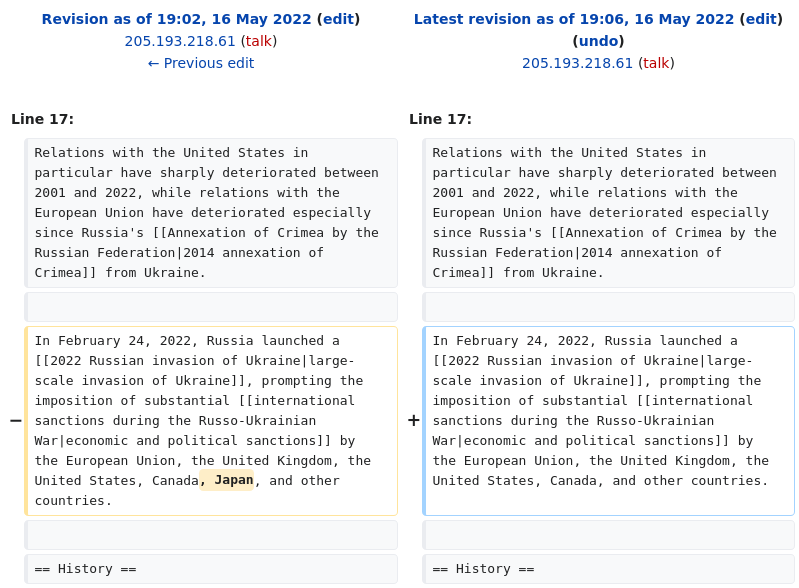 Revision as of 19:02, 16 May 2022 (edit)
205.193.218.61 (talk)
← Previous edit
Latest revision as of 19:06, 16 May 2022 (edit)
(undo)
205.193.218.61 (talk)
Line 17:
Relations with the United States in
particular have sharply deteriorated between
2001 and 2022, while relations with the
European Union have deteriorated especially
since Russia's [[Annexation of Crimea by the
Russian Federation|2014 annexation of
Crimea]] from Ukraine.
− In February 24, 2022, Russia launched a
[[2022 Russian invasion of Ukraine|large-
scale invasion of Ukraine]], prompting the
imposition of substantial [[international
sanctions during the Russo-Ukrainian
War|economic and political sanctions]] by
the European Union, the United Kingdom, the
United States, Canada, Japan, and other
countries.
== History ==
Line 17:
Relations with the United States in
particular have sharply deteriorated between
2001 and 2022, while relations with the
European Union have deteriorated especially
since Russia's [[Annexation of Crimea by the
Russian Federation|2014 annexation of
Crimea]] from Ukraine.
+ In February 24, 2022, Russia launched a
[[2022 Russian invasion of Ukraine|large-
scale invasion of Ukraine]], prompting the
imposition of substantial [[international
sanctions during the Russo-Ukrainian
War|economic and political sanctions]] by
the European Union, the United Kingdom, the
United States, Canada, and other countries.
== History ==